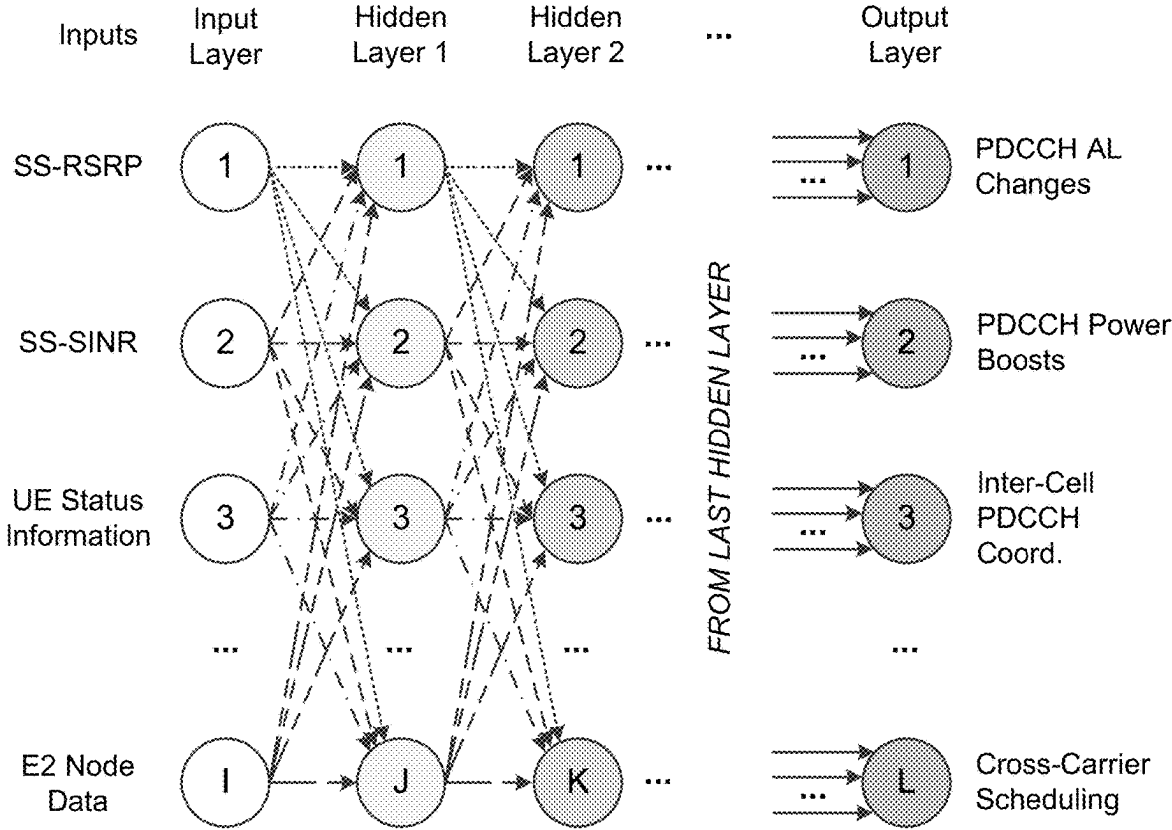 Inputs
Input
Layer
Hidden
Layer 1
Hidden
Layer 2
...
Output
Layer
SS-RSRP
1
1
1
...
...
1
PDCCH AL
Changes
SS-SINR
2
2
2
...
...
2
PDCCH Power
Boosts
UE Status
Information
3
3
3
...
...
3
Inter-Cell
PDCCH
Coord.
FROM LAST HIDDEN LAYER
...
...
...
...
E2 Node
Data
I
J
K
...
...
L
Cross-Carrier
Scheduling